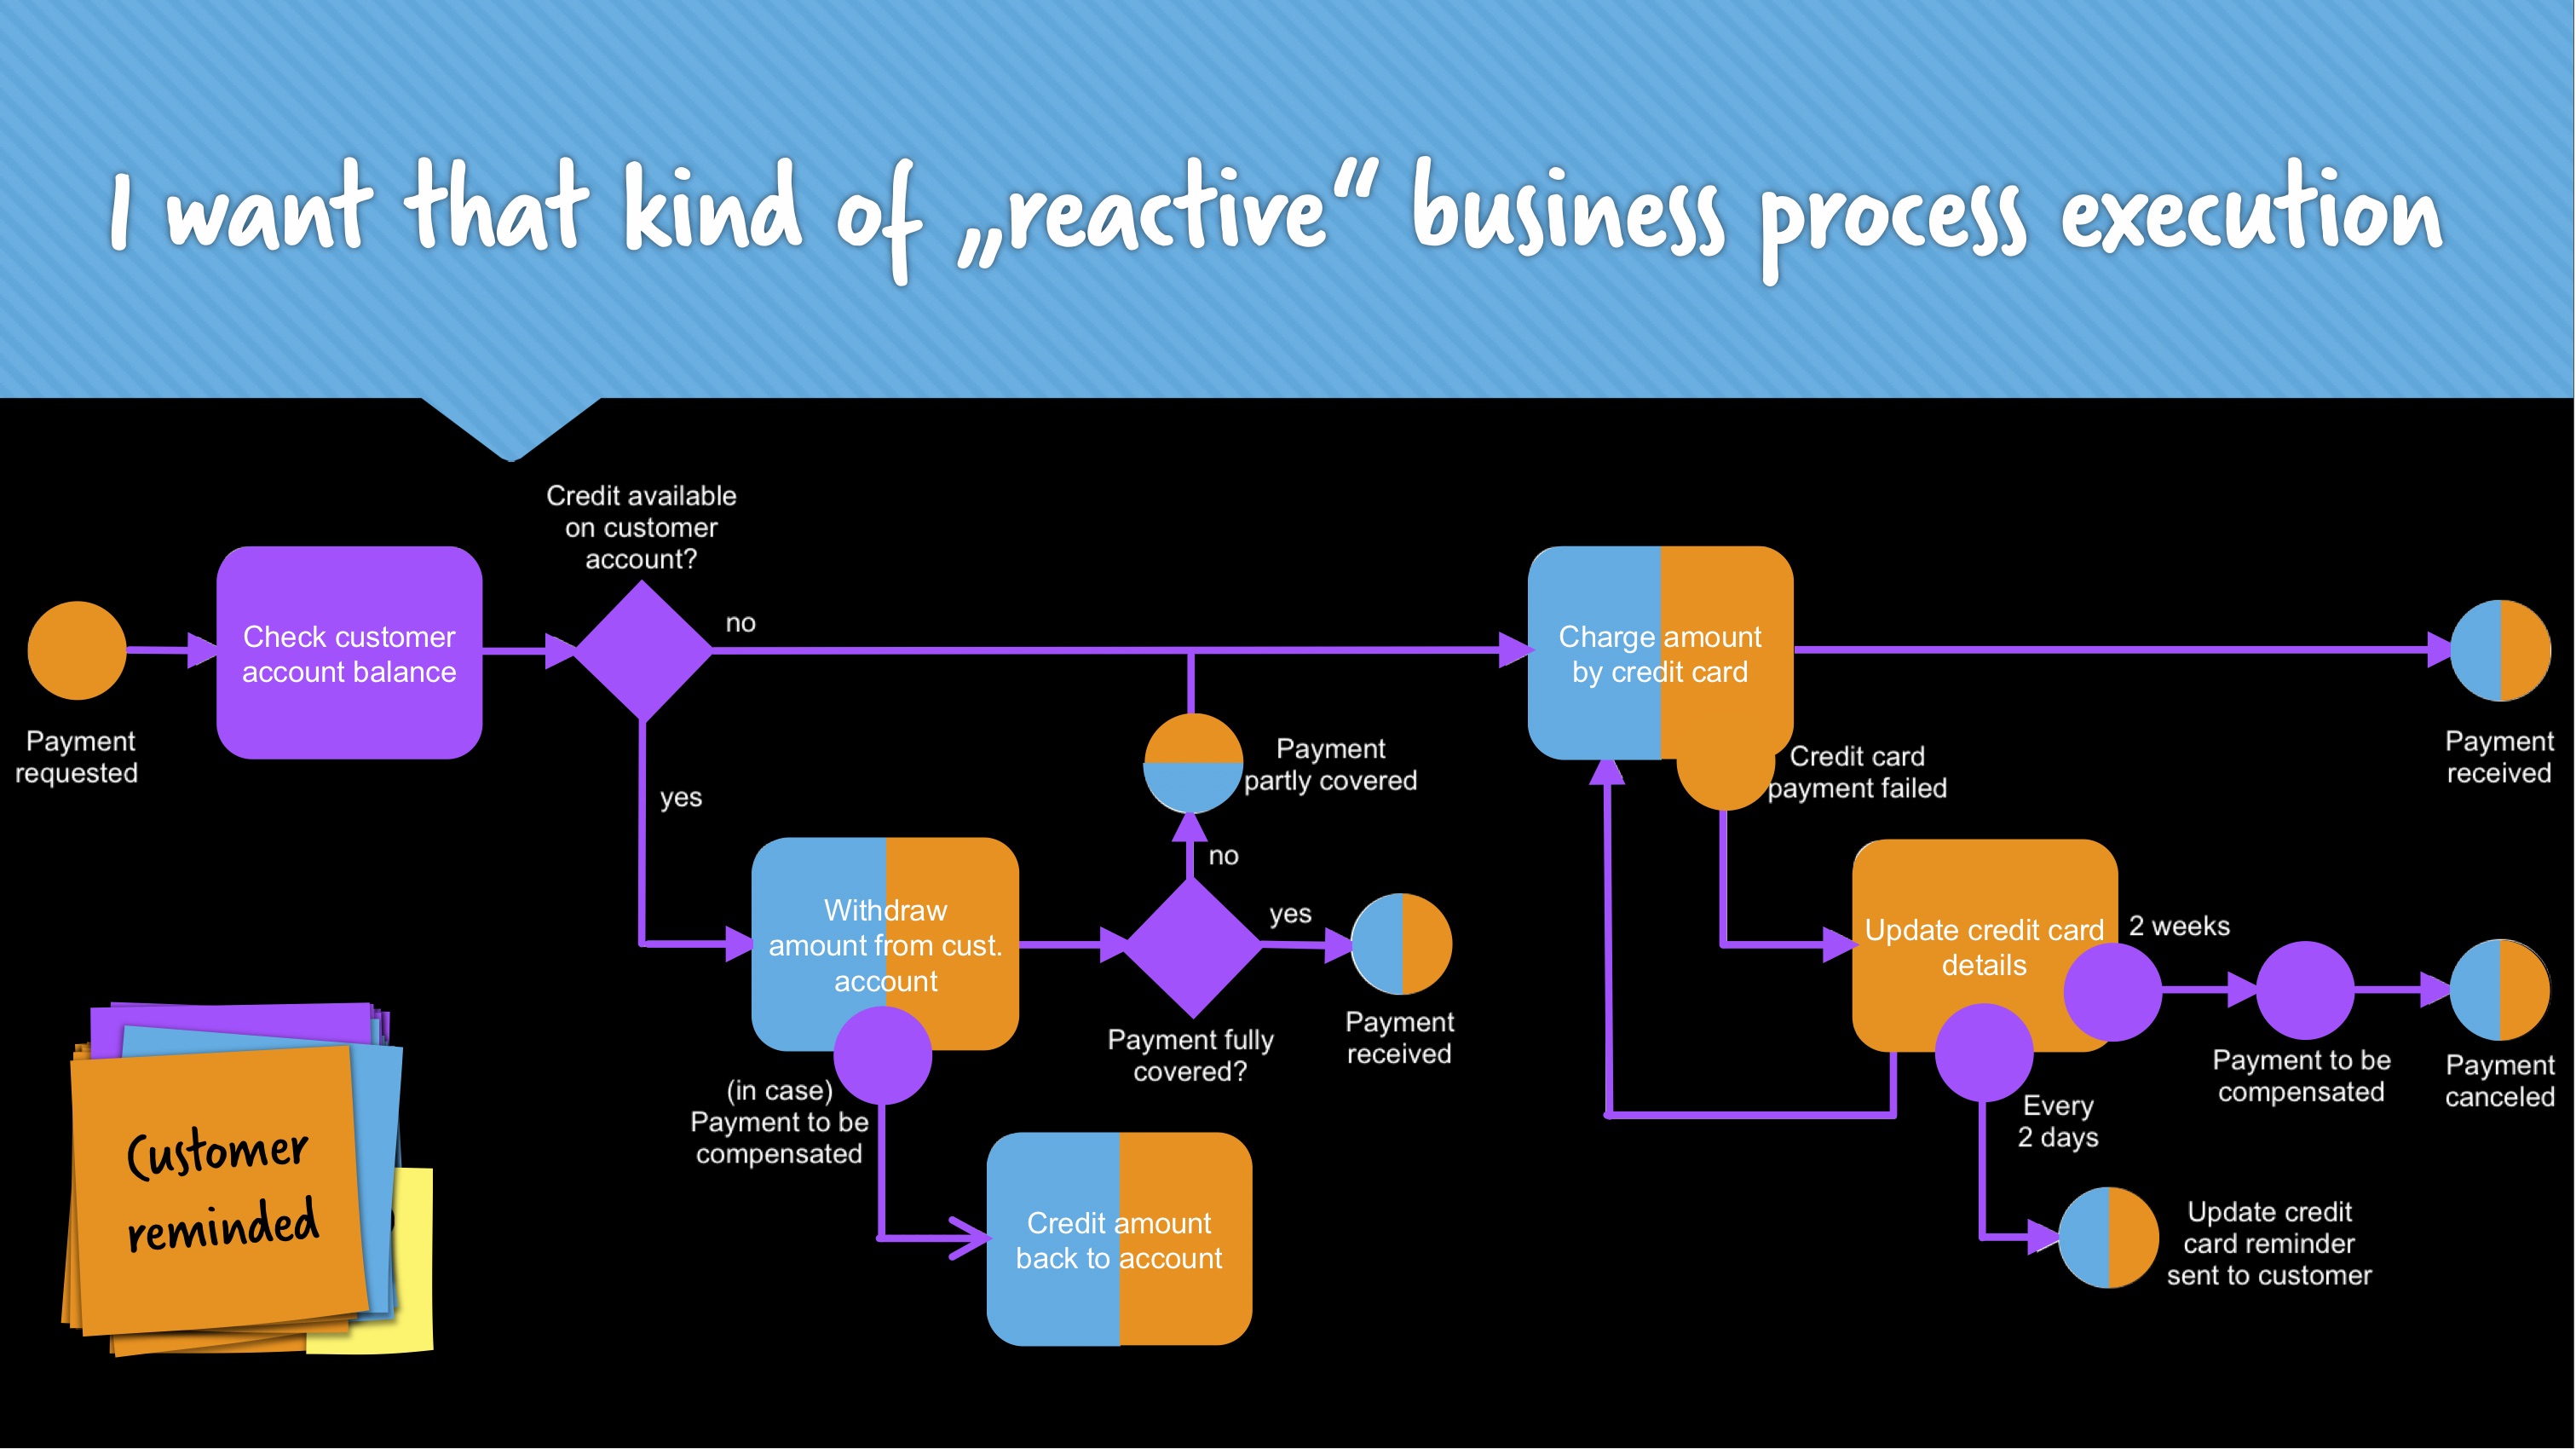 I want that kind of „reactive“ business process execution
Credit available
on customer
account?
no
Check customer
account balance
Payment
requested
yes
Charge amount
by credit card
Payment
received
Payment
partly covered
Credit card
payment failed
no
yes
Withdraw
amount from cust.
account
Payment fully
covered?
Payment
received
Update credit card
details
2 weeks
Payment to be
compensated
Payment
canceled
(in case)
Payment to be
compensated
Every
2 days
Credit amount
back to account
Update credit
card reminder
sent to customer
Customer
reminded